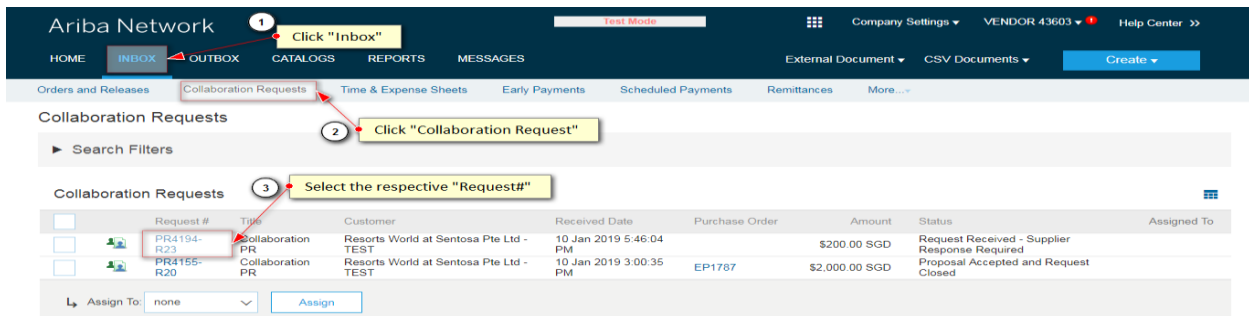 Ariba Network
Test Mode
Company Settings
VENDOR 43603
Help Center >>
1
Click "Inbox"
HOME INBOX OUTBOX CATALOGS REPORTS MESSAGES
External Document CSV Documents Create
Orders and Releases Collaboration Requests Time & Expense Sheets Early Payments Scheduled Payments Remittances More...
Collaboration Requests
2
Click "Collaboration Request"
Search Filters
Collaboration Requests
3
Select the respective "Request#"
Request # Title Customer Received Date Purchase Order Amount Status Assigned To
PR4194-R23 Collaboration PR Resorts World at Sentosa Pte Ltd - TEST 10 Jan 2019 5:46:04 PM $200.00 SGD Request Received - Supplier Response Required
PR4155-R20 Collaboration PR Resorts World at Sentosa Pte Ltd - TEST 10 Jan 2019 3:00:35 PM EP1787 $2,000.00 SGD Proposal Accepted and Request Closed
Assign To: none Assign